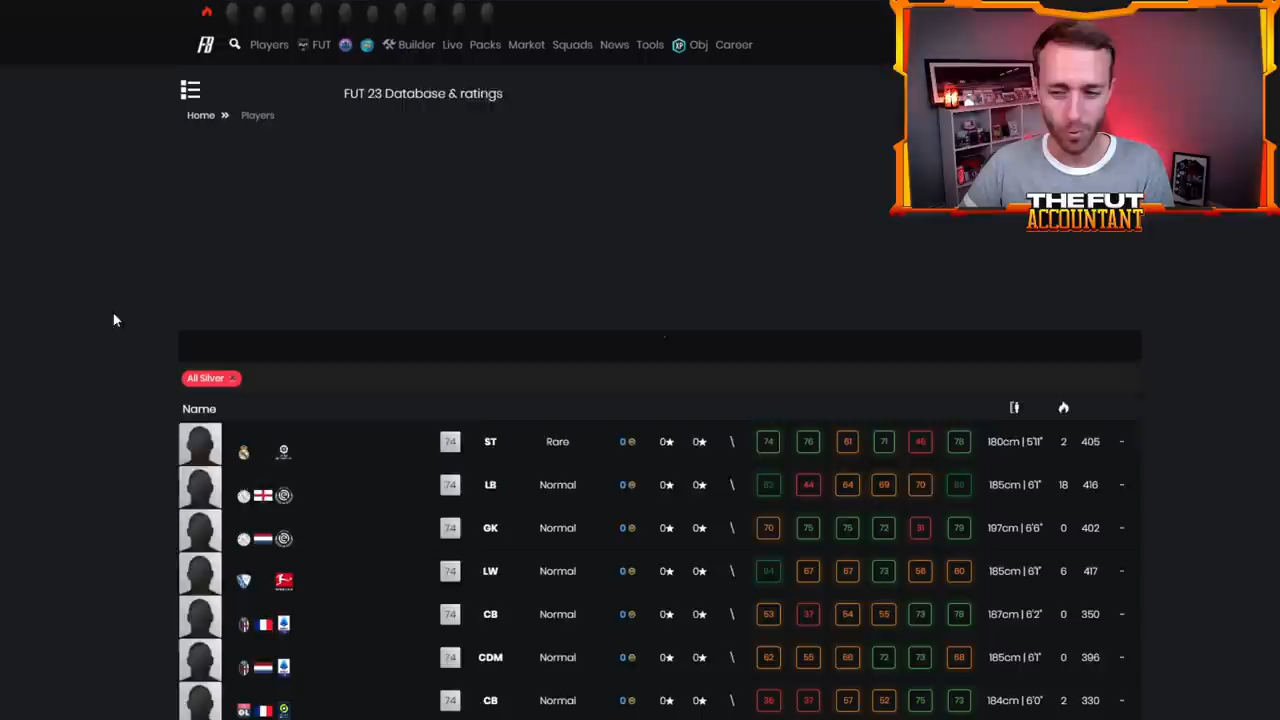 Players FUT Builder Live Packs Market Squads News Tools XP Obj Career
FUT 23 Database & ratings
Home » Players
THE FUT
ACCOUNTANT
All Silver ×
Name
74 ST Rare 0 0★ 0★ \ 74 76 61 71 46 78 180cm | 5'11" 2 405 -
74 LB Normal 0 0★ 0★ \ 44 64 69 70 185cm | 6'1" 18 416 -
74 GK Normal 0 0★ 0★ \ 70 75 75 72 31 79 197cm | 6'6" 0 402 -
74 LW Normal 0 0★ 0★ \ 94 67 67 73 56 60 185cm | 6'1" 6 417 -
74 CB Normal 0 0★ 0★ \ 53 37 54 55 73 78 187cm | 6'2" 0 350 -
74 CDM Normal 0 0★ 0★ \ 62 55 66 72 73 68 185cm | 6'1" 0 396 -
74 CB Normal 0 0★ 0★ \ 36 37 57 52 75 73 184cm | 6'0" 2 330 -